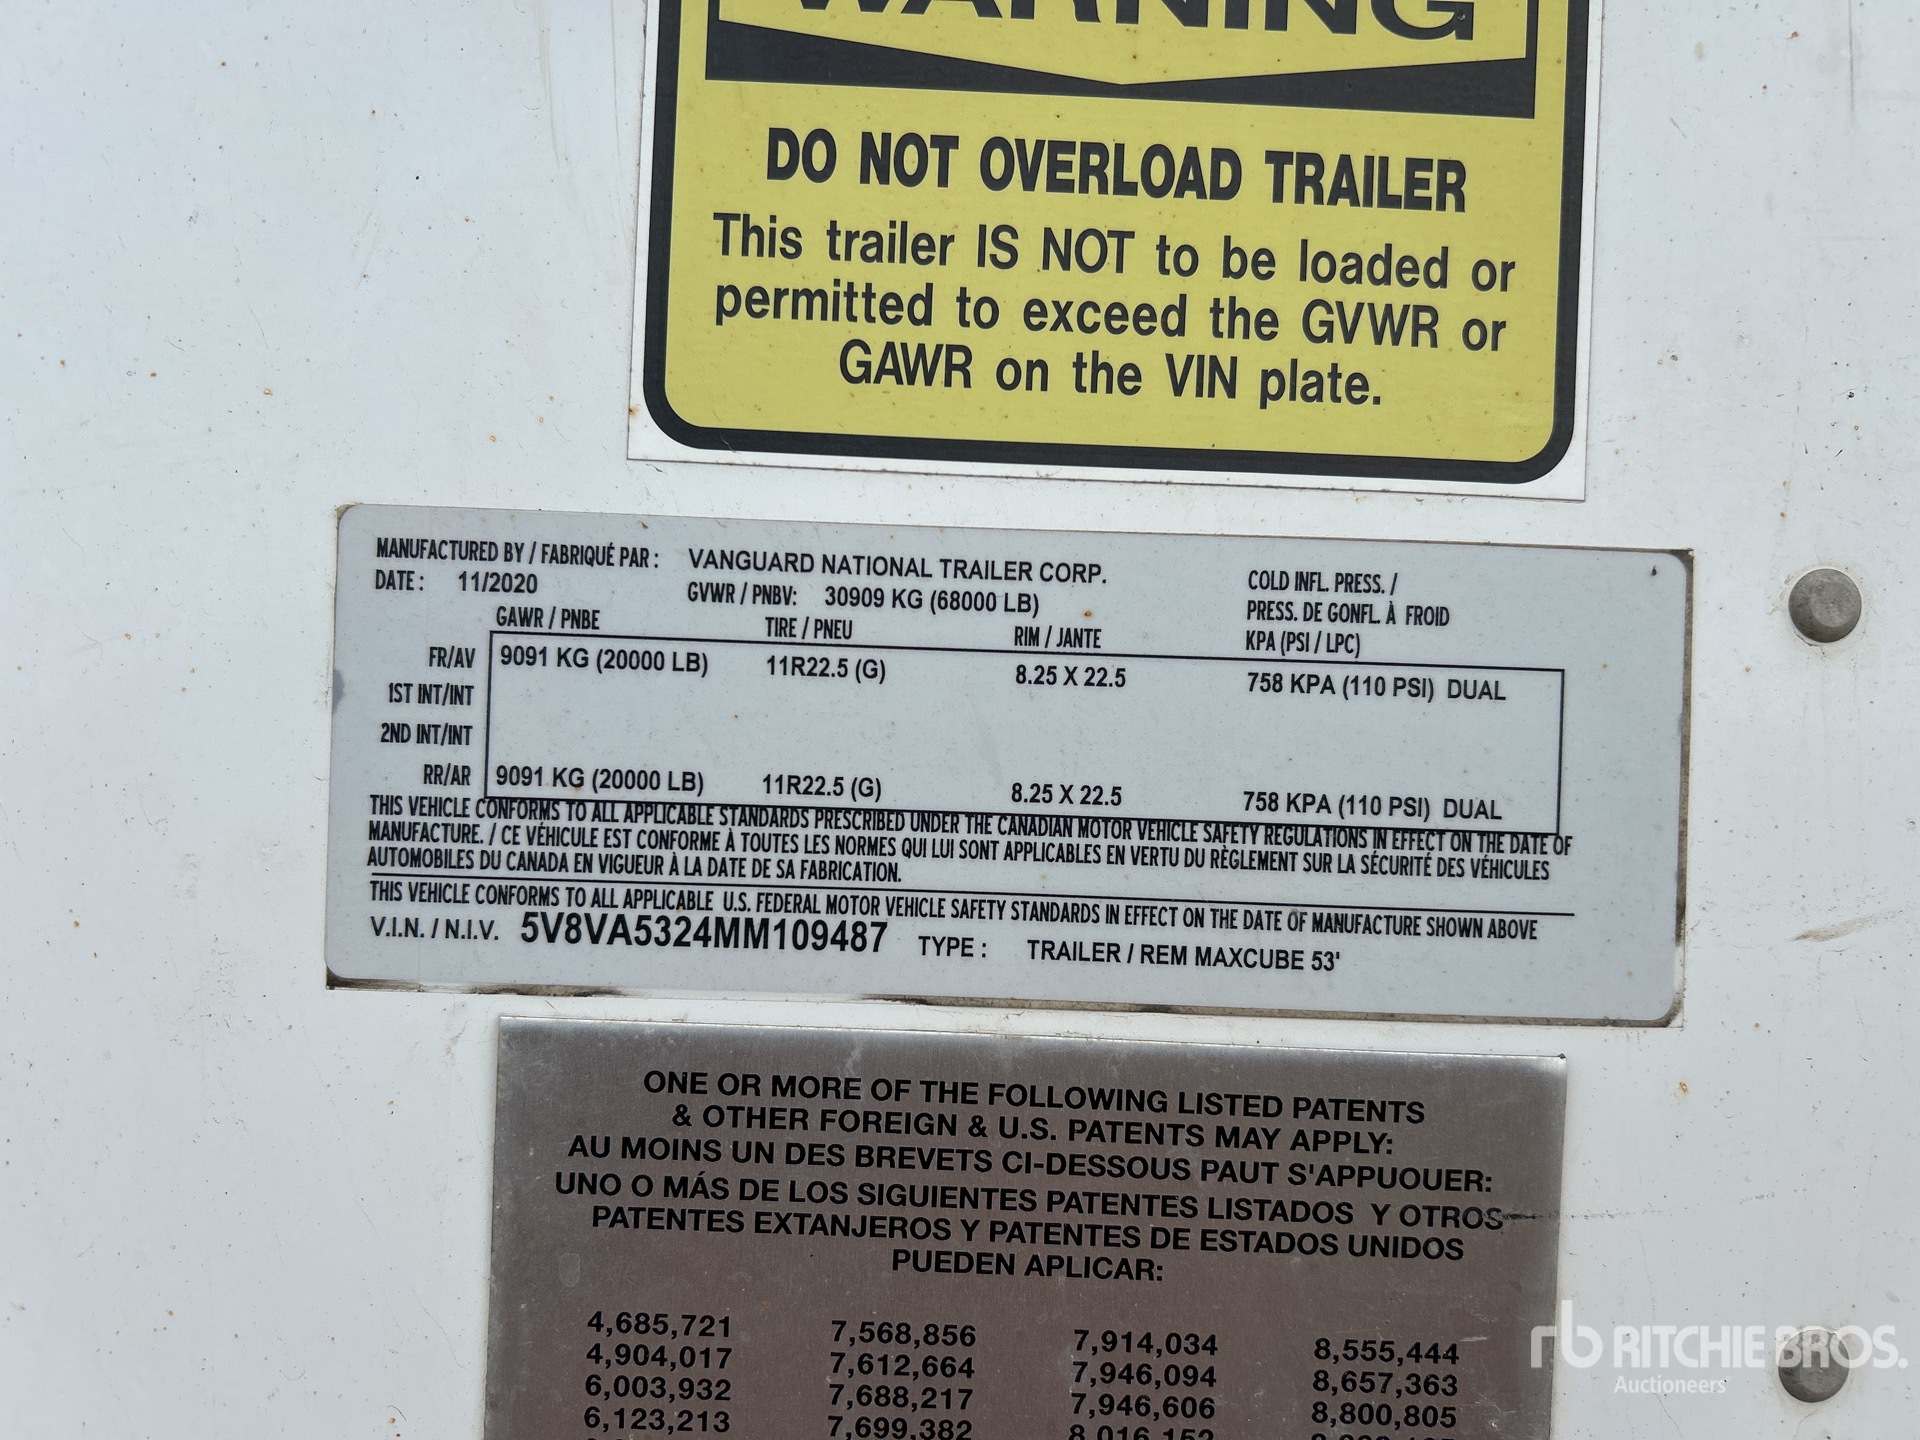 WARNING
DO NOT OVERLOAD TRAILER
This trailer IS NOT to be loaded or
permitted to exceed the GVWR or
GAWR on the VIN plate.
MANUFACTURED BY / FABRIQUÉ PAR : VANGUARD NATIONAL TRAILER CORP.
DATE : 11/2020 GVWR / PNBV: 30909 KG (68000 LB)
COLD INFL. PRESS. /
PRESS. DE GONFL. À FROID
KPA (PSI / LPC)
GAWR / PNBE TIRE / PNEU RIM / JANTE
FR/AV 9091 KG (20000 LB) 11R22.5 (G) 8.25 X 22.5 758 KPA (110 PSI) DUAL
1ST INT/INT
2ND INT/INT
RR/AR 9091 KG (20000 LB) 11R22.5 (G) 8.25 X 22.5 758 KPA (110 PSI) DUAL
THIS VEHICLE CONFORMS TO ALL APPLICABLE STANDARDS PRESCRIBED UNDER THE CANADIAN MOTOR VEHICLE SAFETY REGULATIONS IN EFFECT ON THE DATE OF
MANUFACTURE. / CE VÉHICULE EST CONFORME À TOUTES LES NORMES QUI LUI SONT APPLICABLES EN VERTU DU RÈGLEMENT SUR LA SÉCURITÉ DES VÉHICULES
AUTOMOBILES DU CANADA EN VIGUEUR À LA DATE DE SA FABRICATION.
THIS VEHICLE CONFORMS TO ALL APPLICABLE U.S. FEDERAL MOTOR VEHICLE SAFETY STANDARDS IN EFFECT ON THE DATE OF MANUFACTURE SHOWN ABOVE
V.I.N. / N.I.V. 5V8VA5324MM109487 TYPE : TRAILER / REM MAXCUBE 53'
ONE OR MORE OF THE FOLLOWING LISTED PATENTS
& OTHER FOREIGN & U.S. PATENTS MAY APPLY:
AU MOINS UN DES BREVETS CI-DESSOUS PAUT S'APPUOUER:
UNO O MÁS DE LOS SIGUIENTES PATENTES LISTADOS Y OTROS
PATENTES EXTANJEROS Y PATENTES DE ESTADOS UNIDOS
PUEDEN APLICAR:
4,685,721 7,568,856 7,914,034 8,555,444
4,904,017 7,612,664 7,946,094 8,657,363
6,003,932 7,688,217 7,946,606 8,800,805
6,123,213 7,699,382 8,016,152
rb RITCHIE BROS.
Auctioneers